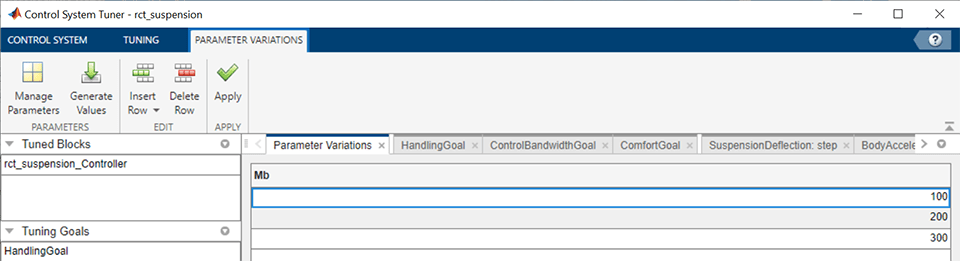 Control System Tuner - rct_suspension
CONTROL SYSTEM TUNING PARAMETER VARIATIONS ?
Manage Parameters
Generate Values
Insert Row
Delete Row
Apply
PARAMETERS EDIT APPLY
Tuned Blocks
rct_suspension_Controller
Tuning Goals
HandlingGoal
Parameter Variations HandlingGoal ControlBandwidthGoal ComfortGoal SuspensionDeflection: step BodyAccele
Mb
100
200
300